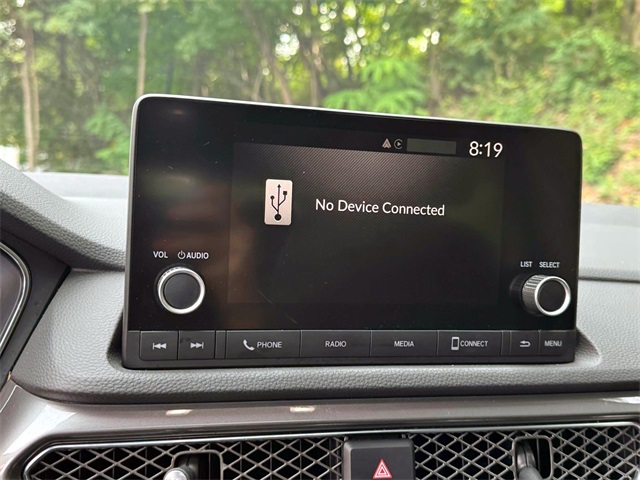 8:19
No Device Connected
VOL AUDIO
LIST SELECT
PHONE RADIO MEDIA CONNECT MENU